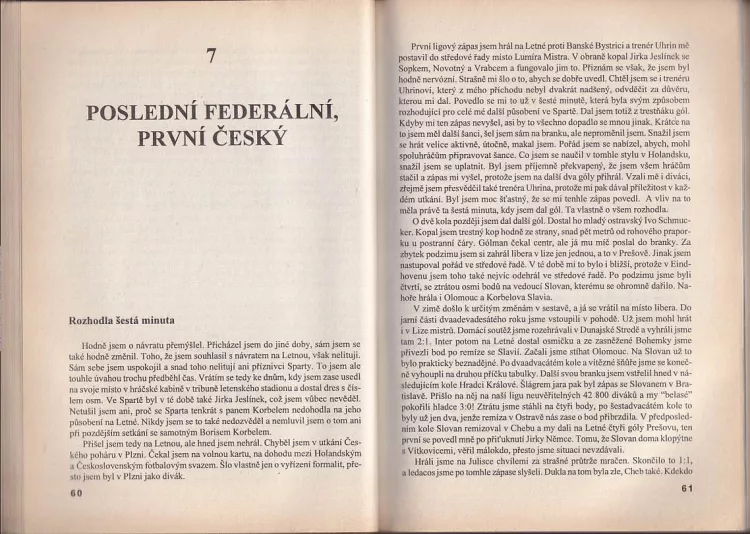 7
POSLEDNÍ FEDERÁLNÍ,
PRVNÍ ČESKÝ
Rozhodla šestá minuta
Hodně jsem o návratu přemýšlel. Přicházel jsem do jiné doby, sám jsem se
také hodně změnil. Toho, že jsem souhlasil s návratem na Letnou, však nelituji.
Sám sebe jsem uspokojil a snad toho nelitují ani příznivci Sparty. To jsem ale
touhle úvahou trochu předběhl čas. Vrátím se tedy ke dnům, kdy jsem zase usedl
na svoje místo v hráčské kabině v tribuně letenského stadionu a dostal dres s čís-
lem osm. Ve Spartě byl v té době také Jirka Jeslínek, což jsem vůbec nevěděl.
Netušil jsem ani, proč se Sparta tenkrát s panem Korbelem nedohodla na jeho
působení na Letné. Nikdy jsem se to také nedozvěděl a nemluvil jsem o tom ani
při pozdějším setkání se samotným Borisem Korbelem.
Přišel jsem tedy na Letnou, ale hned jsem nehrál. Chyběl jsem v utkání Čes-
kého poháru v Plzni. Čekal jsem na volnou kartu, na dohodu mezi Holandským
a Československým fotbalovým svazem. Šlo vlastně jen o vyřízení formalit, pře-
sto jsem byl v Plzni jako divák.
60
První ligový zápas jsem hrál na Letné proti Banské Bystrici a trenér Uhrin mě
postavil do středové řady místo Lumíra Mistra. V obraně kopal Jirka Jeslínek se
Sopkem, Novotný a Vrabcem a fungovalo jim to. Přiznám se však, že jsem byl
hodně nervózní. Strašně mi šlo o to, abych se dobře uvedl. Chtěl jsem se i trenéru
Uhrinovi, který z mého příchodu nebyl dvakrát nadšený, odvděčit za důvěru,
kterou mi dal. Povedlo se mi to už v šesté minutě, která byla svým způsobem
rozhodující pro celé mé další působení ve Spartě. Dal jsem totiž z trestňáku gól.
Kdyby mi ten zápas nevyšel, asi by to všechno dopadlo se mnou jinak. Krátce na
to jsem měl další šanci, šel jsem sám na branku, ale neproměnil jsem. Snažil jsem
se hrát velice aktivně, útočně, makal jsem. Pořád jsem se nabízel, abych, mohl
spoluhráčům připravovat šance. Co jsem se naučil v tomhle stylu v Holandsku,
snažil jsem se uplatnit. Byl jsem příjemně překvapený, že jsem všem hráčům
stačil a zápas mi vyšel, protože jsem na další dva góly přihrál. Vzali mě i diváci,
zřejmě jsem přesvědčil také trenéra Uhrina, protože mi pak dával příležitost v kaž-
dém utkání. Byl jsem moc šťastný, že se mi tenhle zápas povedl. A vliv na to
měla právě ta šestá minuta, kdy jsem dal gól. Ta vlastně o všem rozhodla.
O dvě kola později jsem dal další gól. Dostal ho mladý ostravský Ivo Schmuc-
ker. Kopal jsem trestný kop hodně ze strany, snad pět metrů od rohového prapor-
ku u postranní čáry. Gólman čekal centr, ale já mu míč poslal do branky. Za
zbytek podzimu jsem si zahrál libera v lize jen jednou, a to v Prešově. Jinak jsem
nastupoval pořad ve středové řadě. V té době mi to bylo i bližší, protože v Eind-
hovenu jsem toho také nejvíc odehrál ve středové řadě. Po podzimu jsme byli
čtvrtí, se ztrátou osmi bodů na vedoucí Slovan, kterému se ohromně dařilo. Na-
hoře hrála i Olomouc a Korbelova Slavia.
V zimě došlo k určitým změnám v sestavě, a já se vrátil na místo libera. Do
jarní části dvaadevadesátého roku jsme vstoupili v pohodě. Už jsem mohl hrát
i v Lize mistrů. Domácí soutěž jsme rozehrávali v Dunajské Stredě a vyhráli jsme
tam 2:1. Inter potom na Letné dostal osmičku a ze zasněžené Bohemky jsme
přivezli bod po remíze se Slavií. Začali jsme stíhat Olomouc. Na Slovan už to
bylo prakticky beznadějné. Po dvaadvacátém kole a vítězné šňůře jsme se koneč-
ně vyhoupli na druhou příčku tabulky. Další svou branku jsem vstřelil hned v ná-
sledujícím kole Hradci Králové. Šlágrem jara pak byl zápas se Slovanem v Bra-
tislavě. Přišlo na něj na naši ligu neuvěřitelných 42 800 diváků a my "belasé"
pokořili hladce 3:0! Ztrátu jsme stáhli na čtyři body, po šestadvacátém kole to
byly už jen dva, jenže remíza v Ostravě nás zase o bod přibrzdila. V předposled-
ním kole Slovan remizoval v Chebu a my dali na Letné čtyři góly Prešovu, ten
první se povedl mně po přiťuknutí Jirky Němce. Tomu, že Slovan doma klopýtne
s Vítkovicemi, věřil málokdo, přesto jsme situaci nevzdávali.
Hráli jsme na Julisce chvílemi za strašné průtrže mračen. Skončilo to 1:1,
a ledacos jsme po tomhle zápase slyšeli. Dukla na tom byla zle, Cheb také. Kdekdo
61